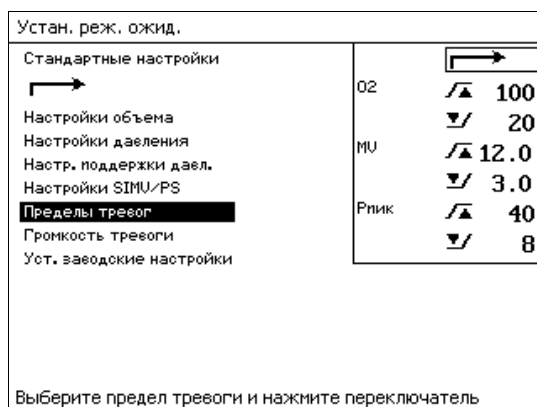 Устан. реж. ожид.
Стандартные настройки
Настройки объема
Настройки давления
Настр. поддержки давл.
Настройки SIMV/PS
Пределы тревог
Громкость тревоги
Уст. заводские настройки
O2 100
20
MV 12.0
3.0
Pпик 40
8
Выберите предел тревоги и нажмите переключатель